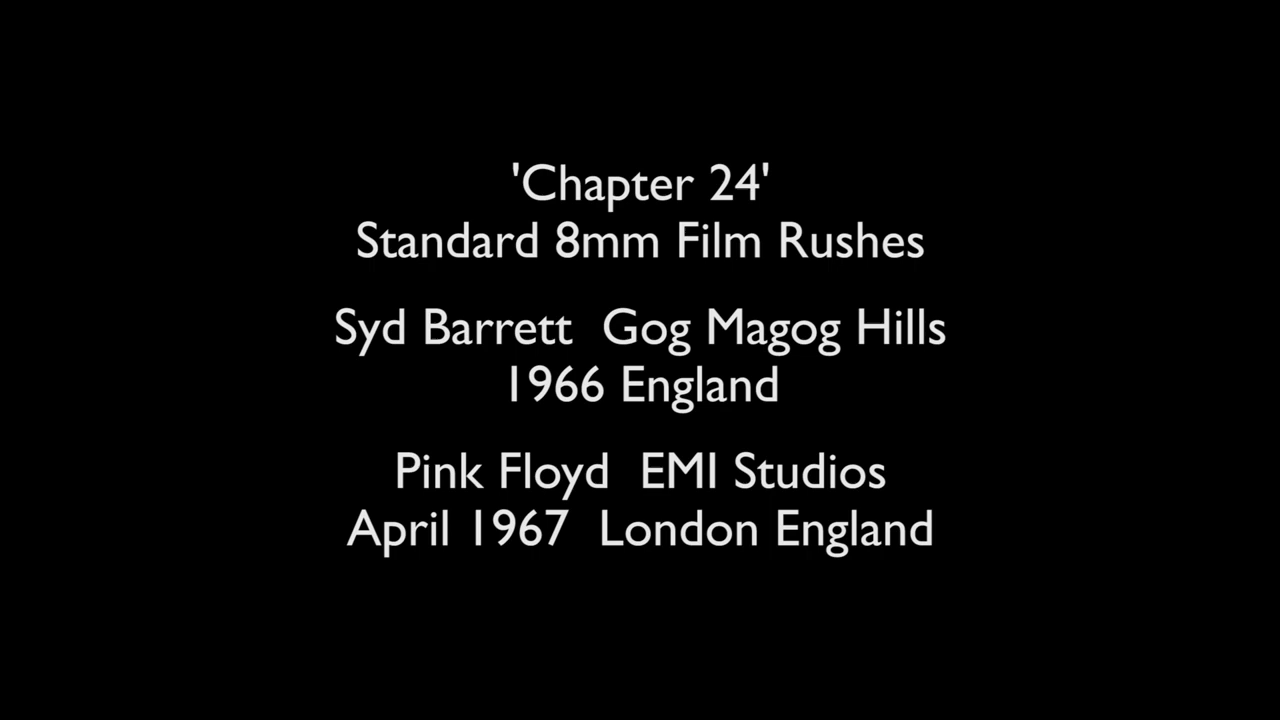 'Chapter 24'
Standard 8mm Film Rushes
Syd Barrett  Gog Magog Hills
1966 England
Pink Floyd  EMI Studios
April 1967  London England